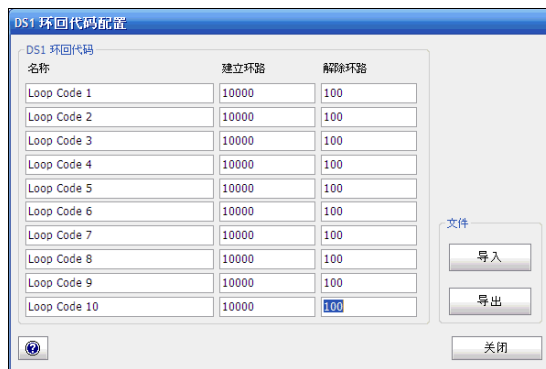 DS1 环回代码配置
DS1 环回代码
名称 建立环路 解除环路
Loop Code 1 10000 100
Loop Code 2 10000 100
Loop Code 3 10000 100
Loop Code 4 10000 100
Loop Code 5 10000 100
Loop Code 6 10000 100
Loop Code 7 10000 100
Loop Code 8 10000 100
Loop Code 9 10000 100
Loop Code 10 10000 100
文件
导入
导出
?
关闭